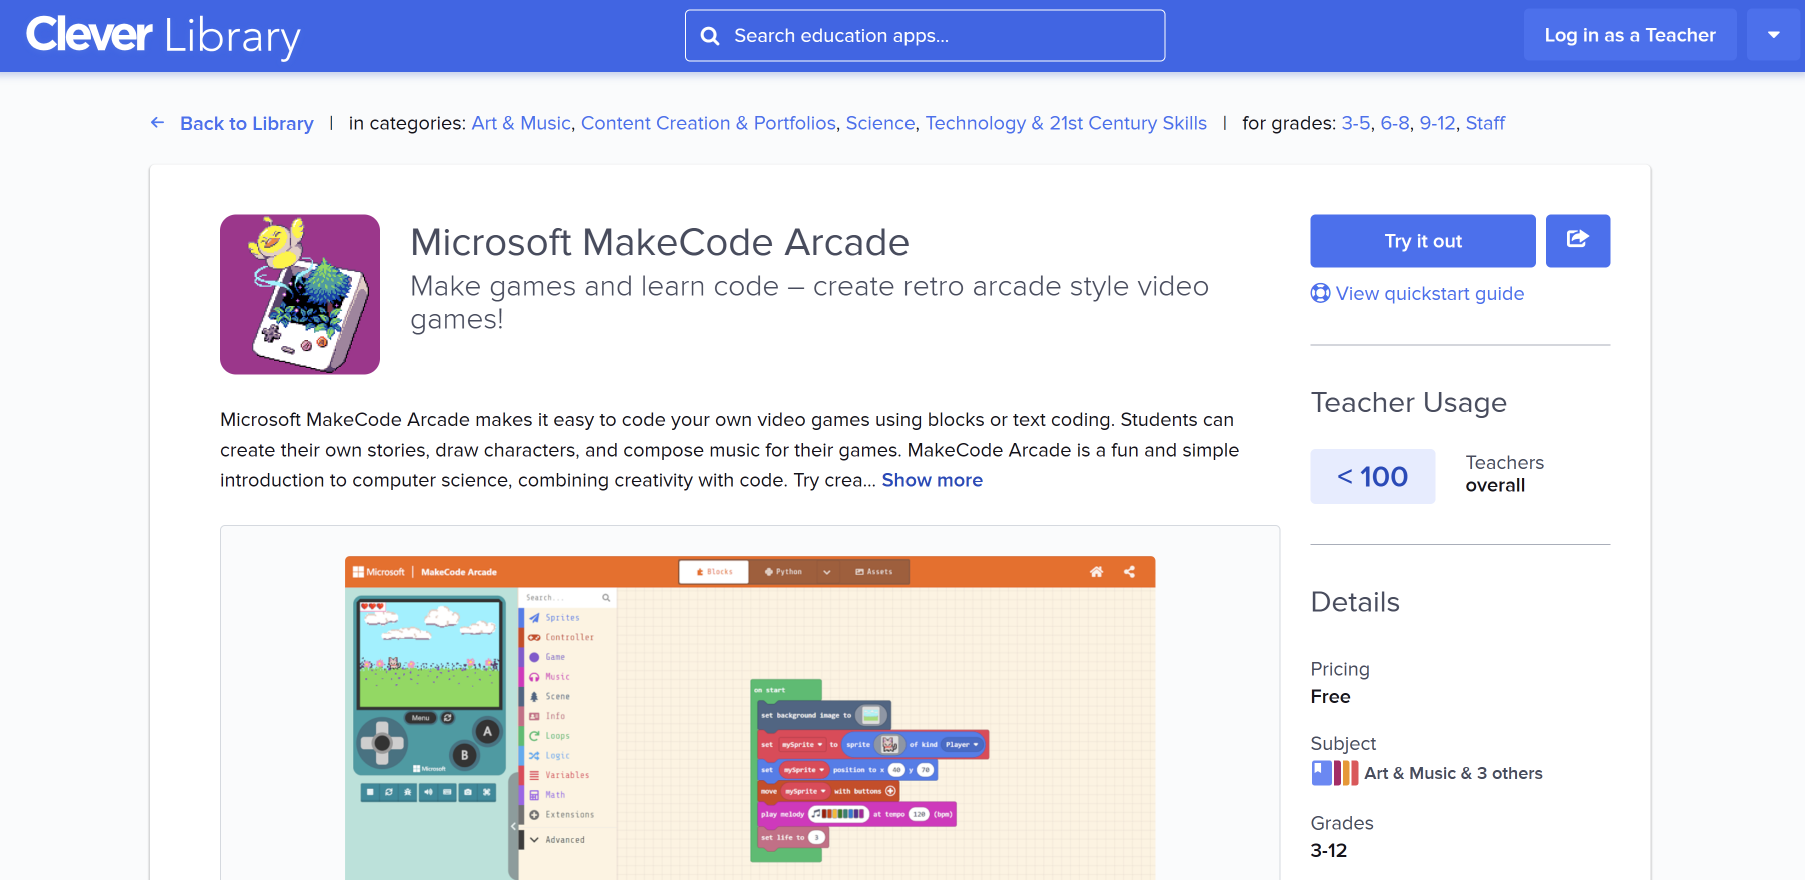 Clever Library
Search education apps...
Log in as a Teacher
Back to Library | in categories: Art & Music, Content Creation & Portfolios, Science, Technology & 21st Century Skills | for grades: 3-5, 6-8, 9-12, Staff
Microsoft MakeCode Arcade
Make games and learn code – create retro arcade style video
games!
Try it out
View quickstart guide
Microsoft MakeCode Arcade makes it easy to code your own video games using blocks or text coding. Students can
create their own stories, draw characters, and compose music for their games. MakeCode Arcade is a fun and simple
introduction to computer science, combining creativity with code. Try crea... Show more
Teacher Usage
< 100
Teachers
overall
Details
Pricing
Free
Subject
Art & Music & 3 others
Grades
3-12
Microsoft | MakeCode Arcade
Blocks
Python
Assets
Search...
Sprites
Controller
Game
Music
Scene
Info
Loops
Logic
Variables
Math
Extensions
Advanced
Menu
A
B
Microsoft
on start
set background image to
set mySprite to sprite of kind Player
set mySprite position to x 40 y 70
move mySprite with buttons
play melody at tempo 120 (bpm)
set life to 3